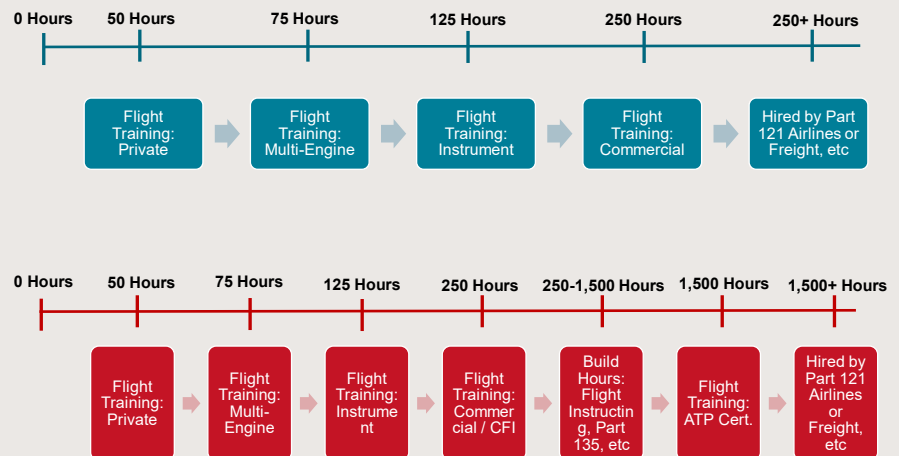 0 Hours
50 Hours
75 Hours
125 Hours
250 Hours
250+ Hours
Flight
Training:
Private
Flight
Training:
Multi-Engine
Flight
Training:
Instrument
Flight
Training:
Commercial
Hired by Part
121 Airlines or
Freight, etc
0 Hours
50 Hours
75 Hours
125 Hours
250 Hours
250-1,500 Hours
1,500 Hours
1,500+ Hours
Flight
Training:
Private
Flight
Training:
Multi-
Engine
Flight
Training:
Instrume
nt
Flight
Training:
Commer
cial / CFI
Build
Hours:
Flight
Instructin
g, Part
135, etc
Flight
Training:
ATP Cert.
Hired by
Part 121
Airlines
or
Freight,
etc